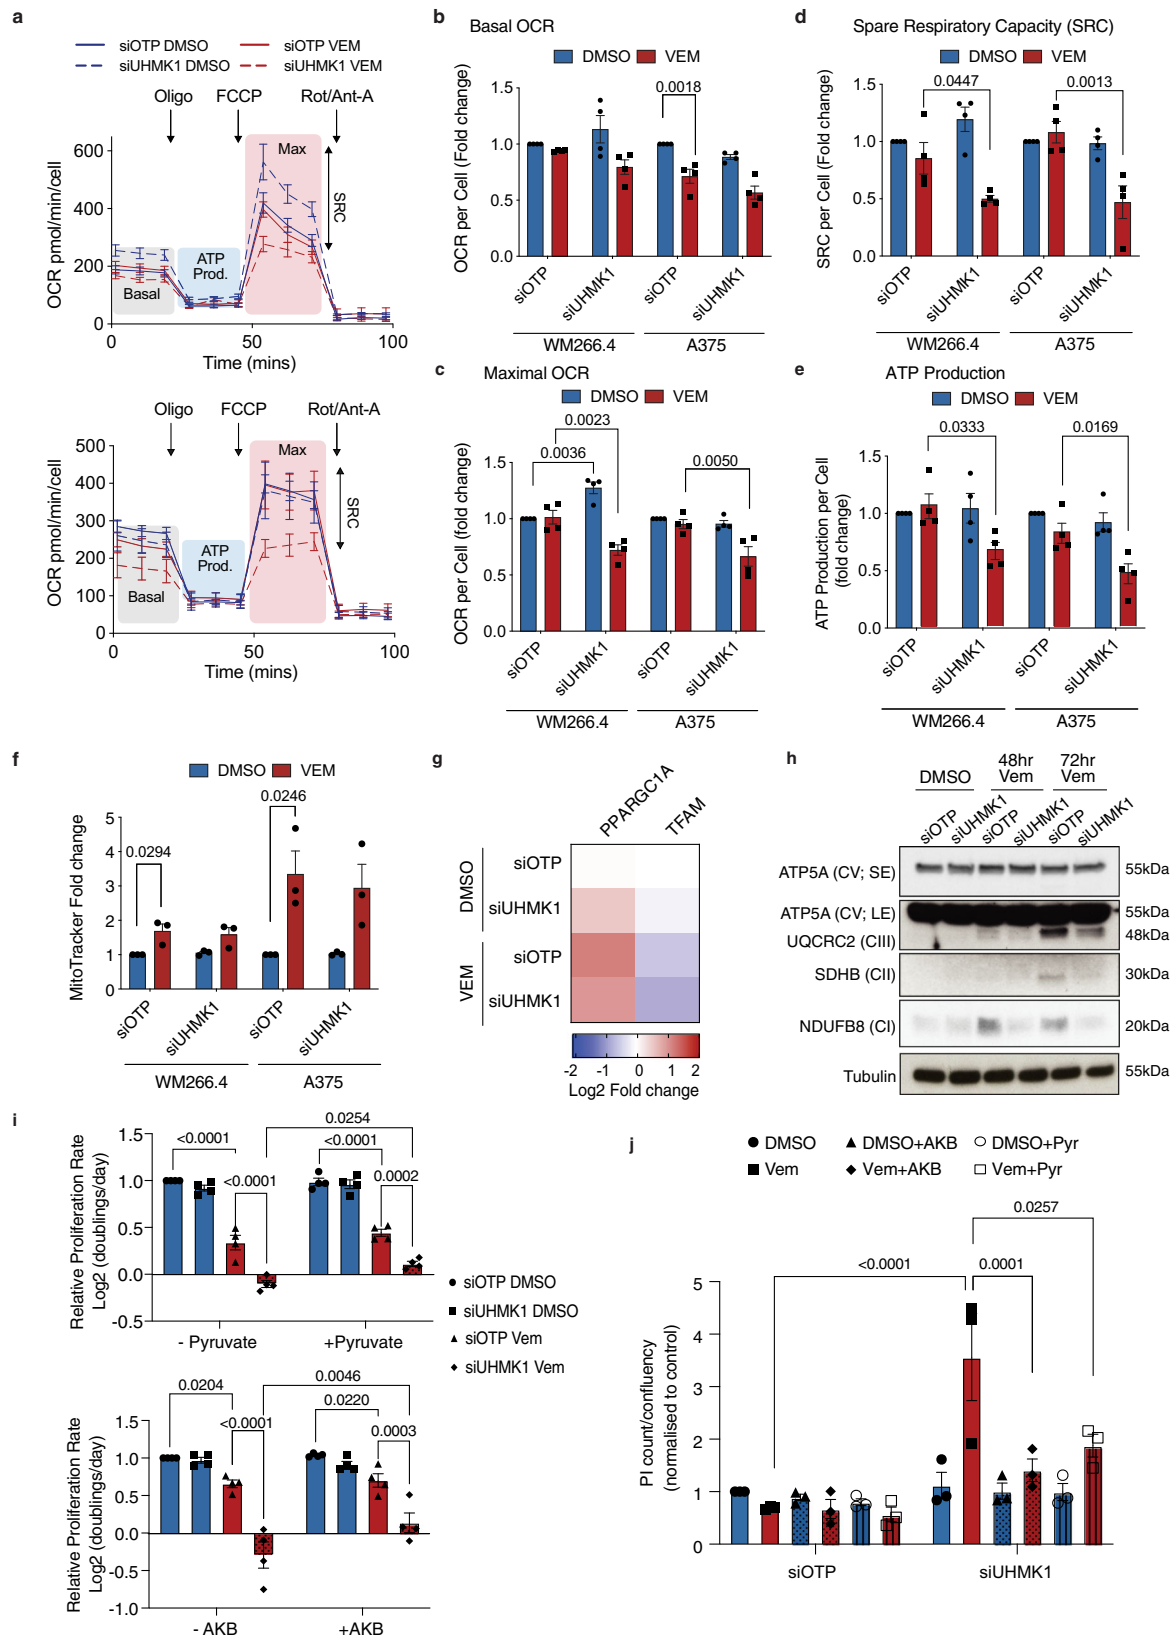 a
siOTP DMSO
siOTP VEM
siUHMK1 DMSO
siUHMK1 VEM
Oligo
FCCP
Rot/Ant-A
OCR pmol/min/cell
600
400
200
0
Max
SRC
ATP
Prod.
Basal
0
50
100
Time (mins)
Oligo
FCCP
Rot/Ant-A
OCR pmol/min/cell
500
400
300
200
100
0
Max
SRC
ATP
Prod.
Basal
0
50
100
Time (mins)
b
Basal OCR
DMSO
VEM
OCR per Cell (Fold change)
1.5
1.0
0.5
0.0
0.0018
siOTP
siUHMK1
siOTP
siUHMK1
WM266.4
A375
c
Maximal OCR
DMSO
VEM
OCR per Cell (fold change)
1.5
1.0
0.5
0.0
0.0023
0.0036
0.0050
siOTP
siUHMK1
siOTP
siUHMK1
WM266.4
A375
d
Spare Respiratory Capacity (SRC)
DMSO
VEM
SRC per Cell (Fold change)
1.5
1.0
0.5
0.0
0.0447
0.0013
siOTP
siUHMK1
siOTP
siUHMK1
WM266.4
A375
e
ATP Production
DMSO
VEM
ATP Production per Cell
(fold change)
1.5
1.0
0.5
0.0
0.0333
0.0169
siOTP
siUHMK1
siOTP
siUHMK1
WM266.4
A375
f
DMSO
VEM
MitoTracker Fold change
5
4
3
2
1
0
0.0294
0.0246
siOTP
siUHMK1
siOTP
siUHMK1
WM266.4
A375
g
PPARGC1A
TFAM
DMSO
siOTP
siUHMK1
VEM
siOTP
siUHMK1
-2
-1
0
1
2
Log2 Fold change
h
DMSO
48hr
Vem
72hr
Vem
siOTP
siUHMK1
siOTP
siUHMK1
siOTP
siUHMK1
ATP5A (CV; SE)
55kDa
ATP5A (CV; LE)
55kDa
UQCRC2 (CIII)
48kDa
SDHB (CII)
30kDa
NDUFB8 (CI)
20kDa
Tubulin
55kDa
i
Relative Proliferation Rate
Log2 (doublings/day)
1.5
1.0
0.5
0.0
-0.5
0.0254
<0.0001
<0.0001
<0.0001
0.0002
- Pyruvate
+Pyruvate
siOTP DMSO
siUHMK1 DMSO
siOTP Vem
siUHMK1 Vem
Relative Proliferation Rate
Log2 (doublings/day)
1.5
1.0
0.5
0.0
-0.5
-1.0
0.0046
0.0204
0.0220
<0.0001
0.0003
- AKB
+AKB
j
DMSO
DMSO+AKB
DMSO+Pyr
Vem
Vem+AKB
Vem+Pyr
PI count/confluency
(normalised to control)
5
4
3
2
1
0
0.0257
<0.0001
0.0001
siOTP
siUHMK1